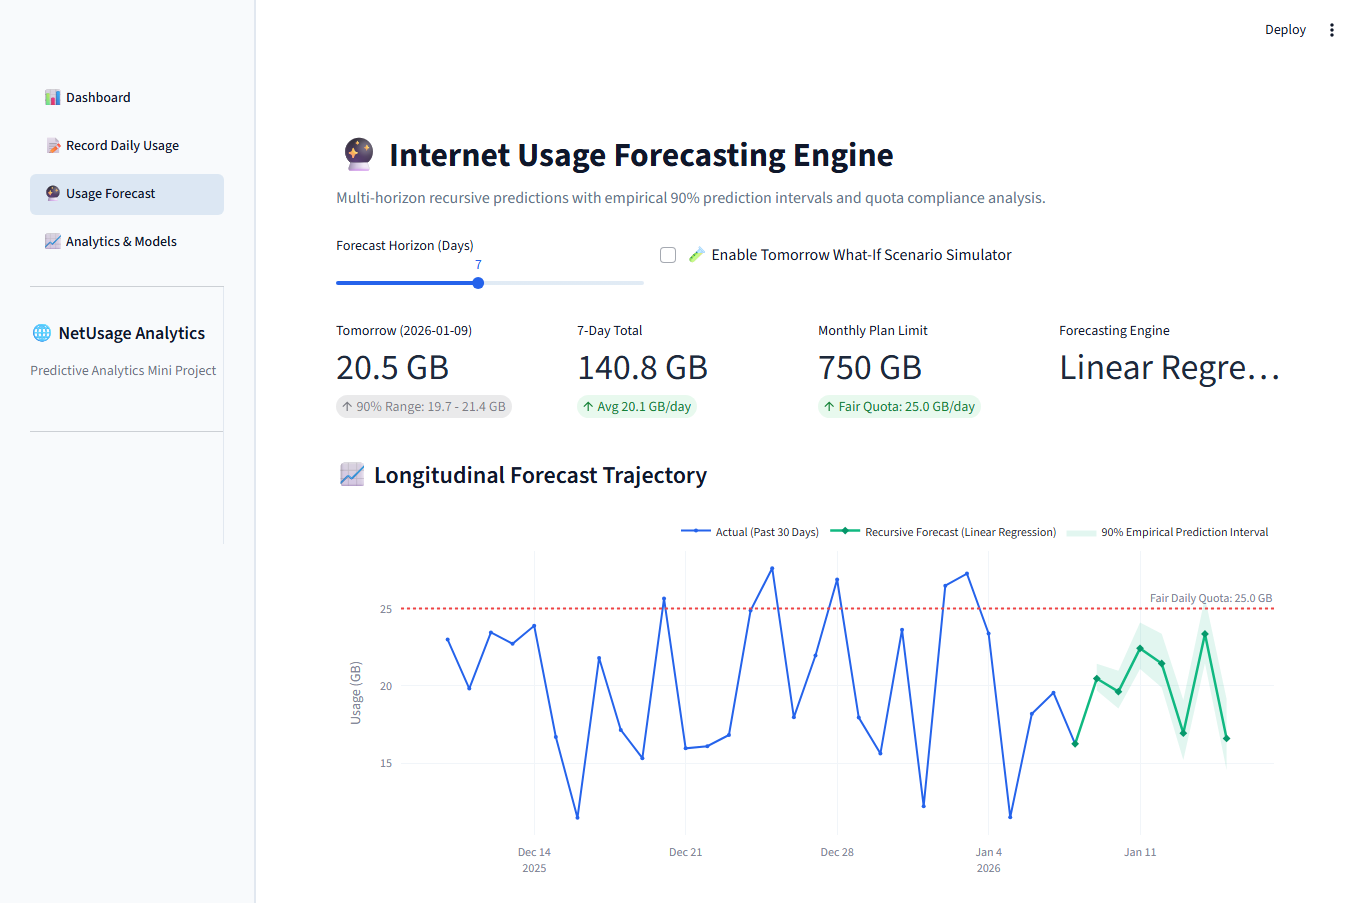 Deploy
Dashboard
Record Daily Usage
Usage Forecast
Analytics & Models
NetUsage Analytics
Predictive Analytics Mini Project
Internet Usage Forecasting Engine
Multi-horizon recursive predictions with empirical 90% prediction intervals and quota compliance analysis.
Forecast Horizon (Days)
7
Enable Tomorrow What-If Scenario Simulator
Tomorrow (2026-01-09)
20.5 GB
↑ 90% Range: 19.7 - 21.4 GB
7-Day Total
140.8 GB
↑ Avg 20.1 GB/day
Monthly Plan Limit
750 GB
↑ Fair Quota: 25.0 GB/day
Forecasting Engine
Linear Regre…
Longitudinal Forecast Trajectory
Actual (Past 30 Days)
Recursive Forecast (Linear Regression)
90% Empirical Prediction Interval
Fair Daily Quota: 25.0 GB
Usage (GB)
25
20
15
Dec 14
2025
Dec 21
Dec 28
Jan 4
2026
Jan 11